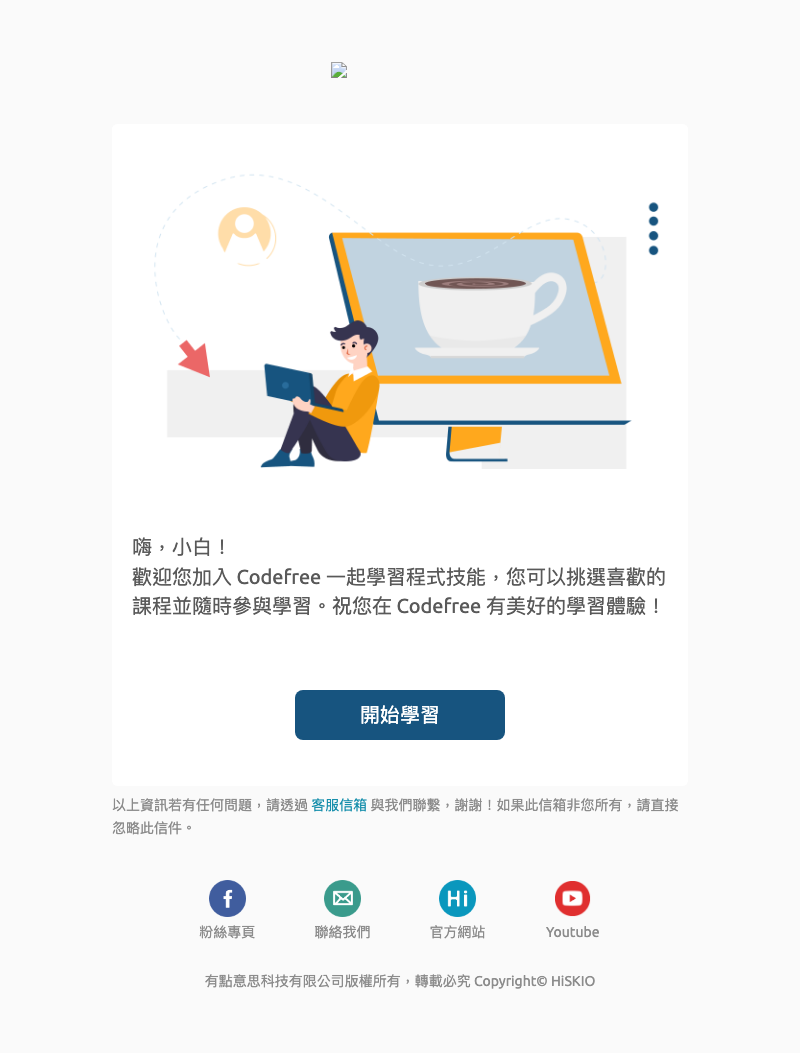 嗨，小白！
歡迎您加入 Codefree 一起學習程式技能，您可以挑選喜歡的
課程並隨時參與學習。祝您在 Codefree 有美好的學習體驗！
開始學習
以上資訊若有任何問題，請透過 客服信箱 與我們聯繫，謝謝！如果此信箱非您所有，請直接
忽略此信件。
Hi
粉絲專頁 聯絡我們 官方網站 Youtube
有點意思科技有限公司版權所有，轉載必究 Copyright© HiSKIO